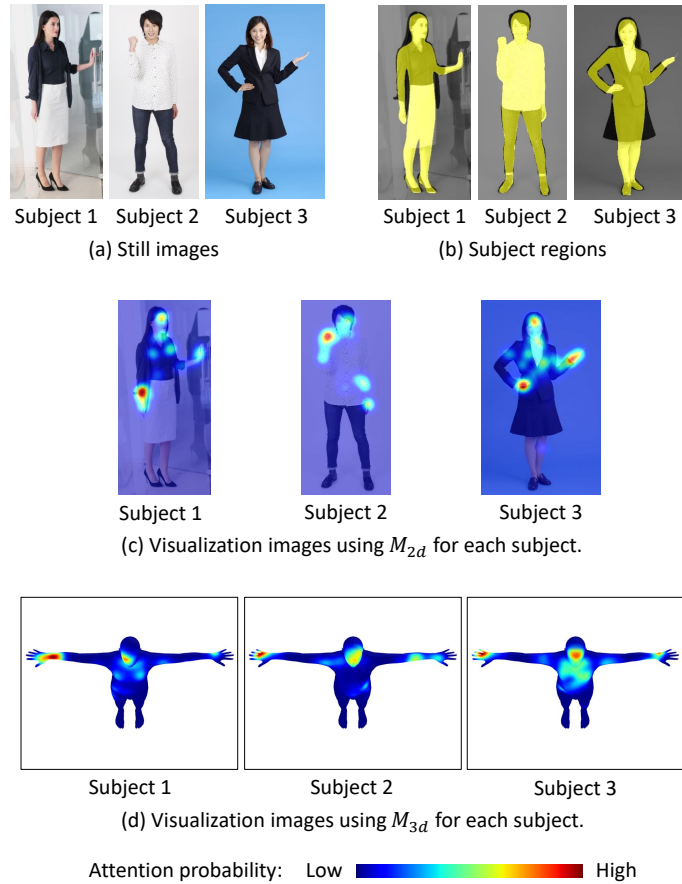 Subject 1 Subject 2 Subject 3
(a) Still images
Subject 1 Subject 2 Subject 3
(b) Subject regions
Subject 1 Subject 2 Subject 3
(c) Visualization images using M₂d for each subject.
Subject 1 Subject 2 Subject 3
(d) Visualization images using M₃d for each subject.
Attention probability: Low High